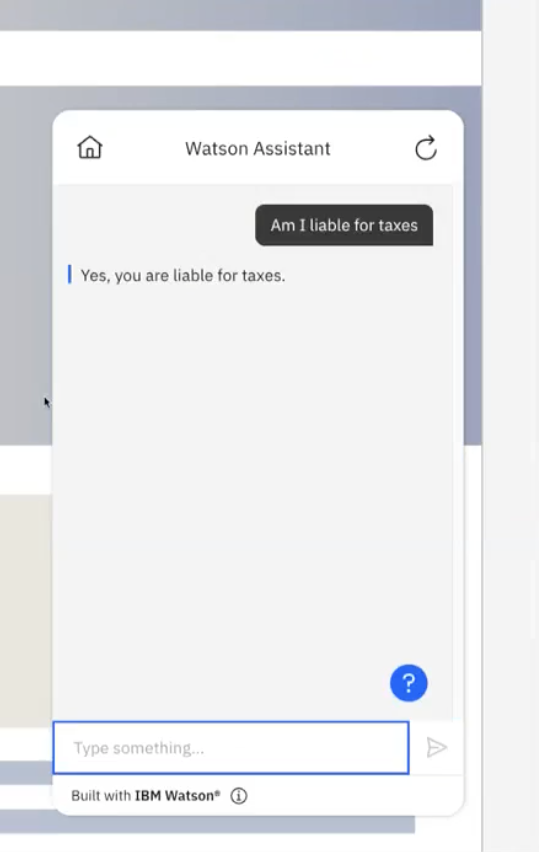 Watson Assistant
Am I liable for taxes
Yes, you are liable for taxes.
?
Type something...
Built with IBM Watson®